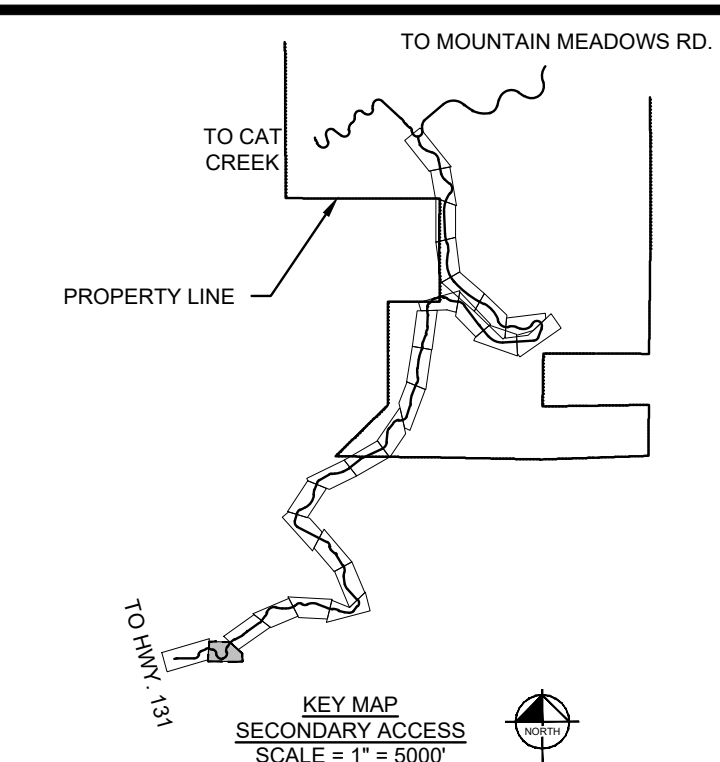 TO MOUNTAIN MEADOWS RD.
TO CAT
CREEK
PROPERTY LINE
TO HWY. 131
KEY MAP
SECONDARY ACCESS
SCALE = 1" = 5000'
NORTH